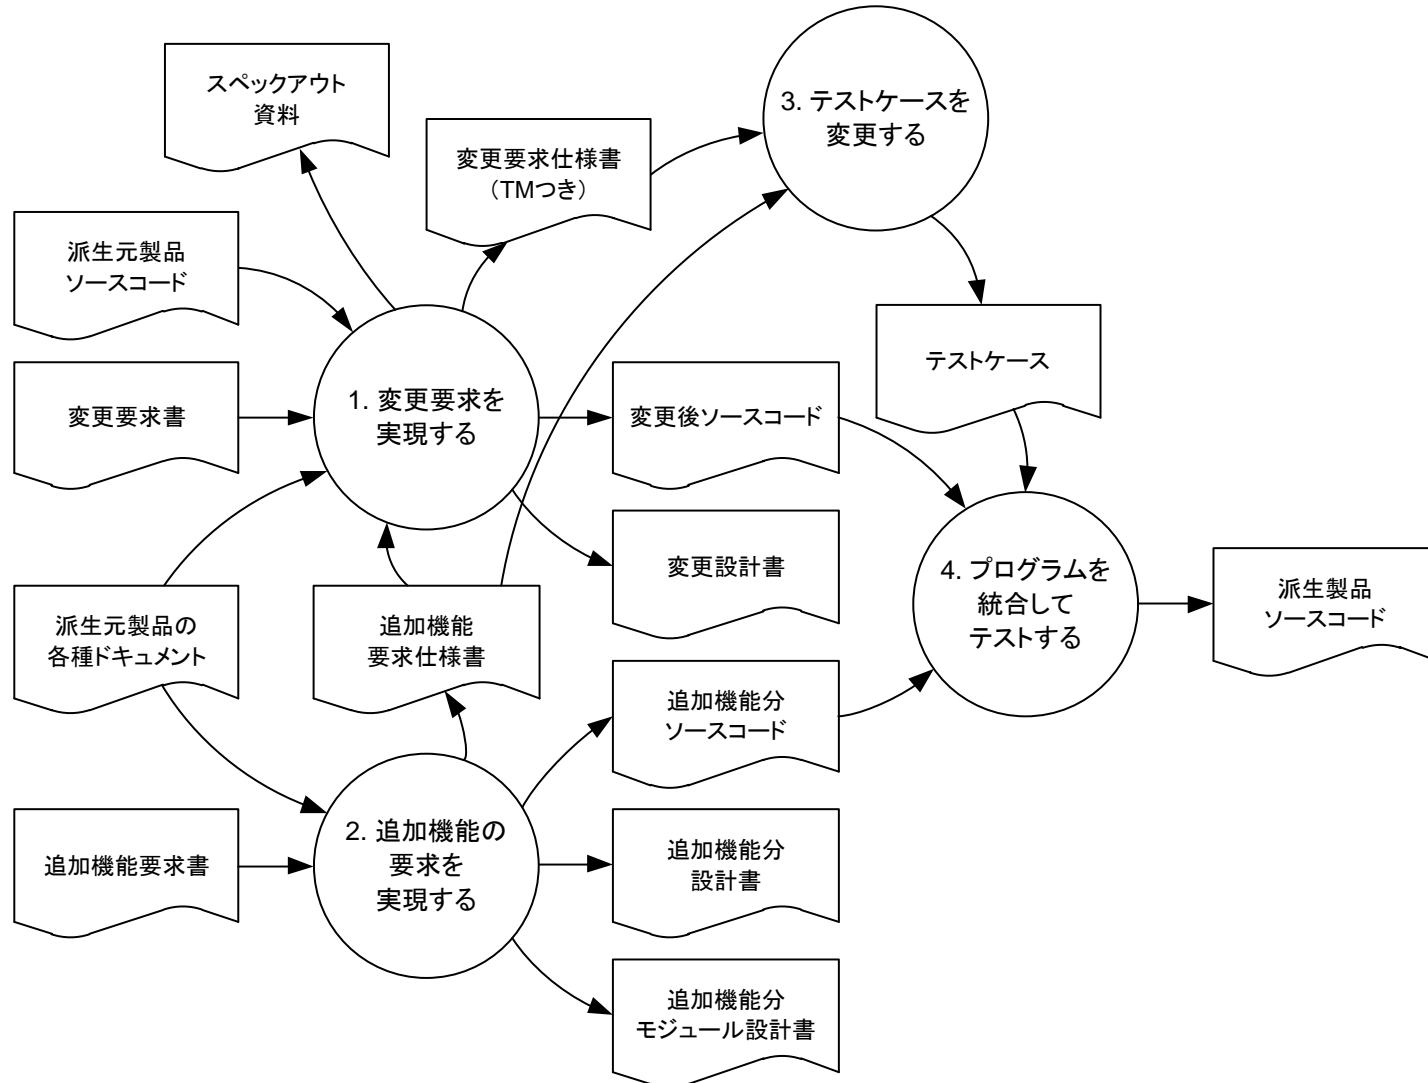 スペックアウト
資料
3. テストケースを
変更する
変更要求仕様書
(TMつき)
派生元製品
ソースコード
テストケース
変更要求書
1. 変更要求を
実現する
変更後ソースコード
変更設計書
4. プログラムを
統合して
テストする
派生製品
ソースコード
派生元製品の
各種ドキュメント
追加機能
要求仕様書
追加機能分
ソースコード
追加機能要求書
2. 追加機能の
要求を
実現する
追加機能分
設計書
追加機能分
モジュール設計書